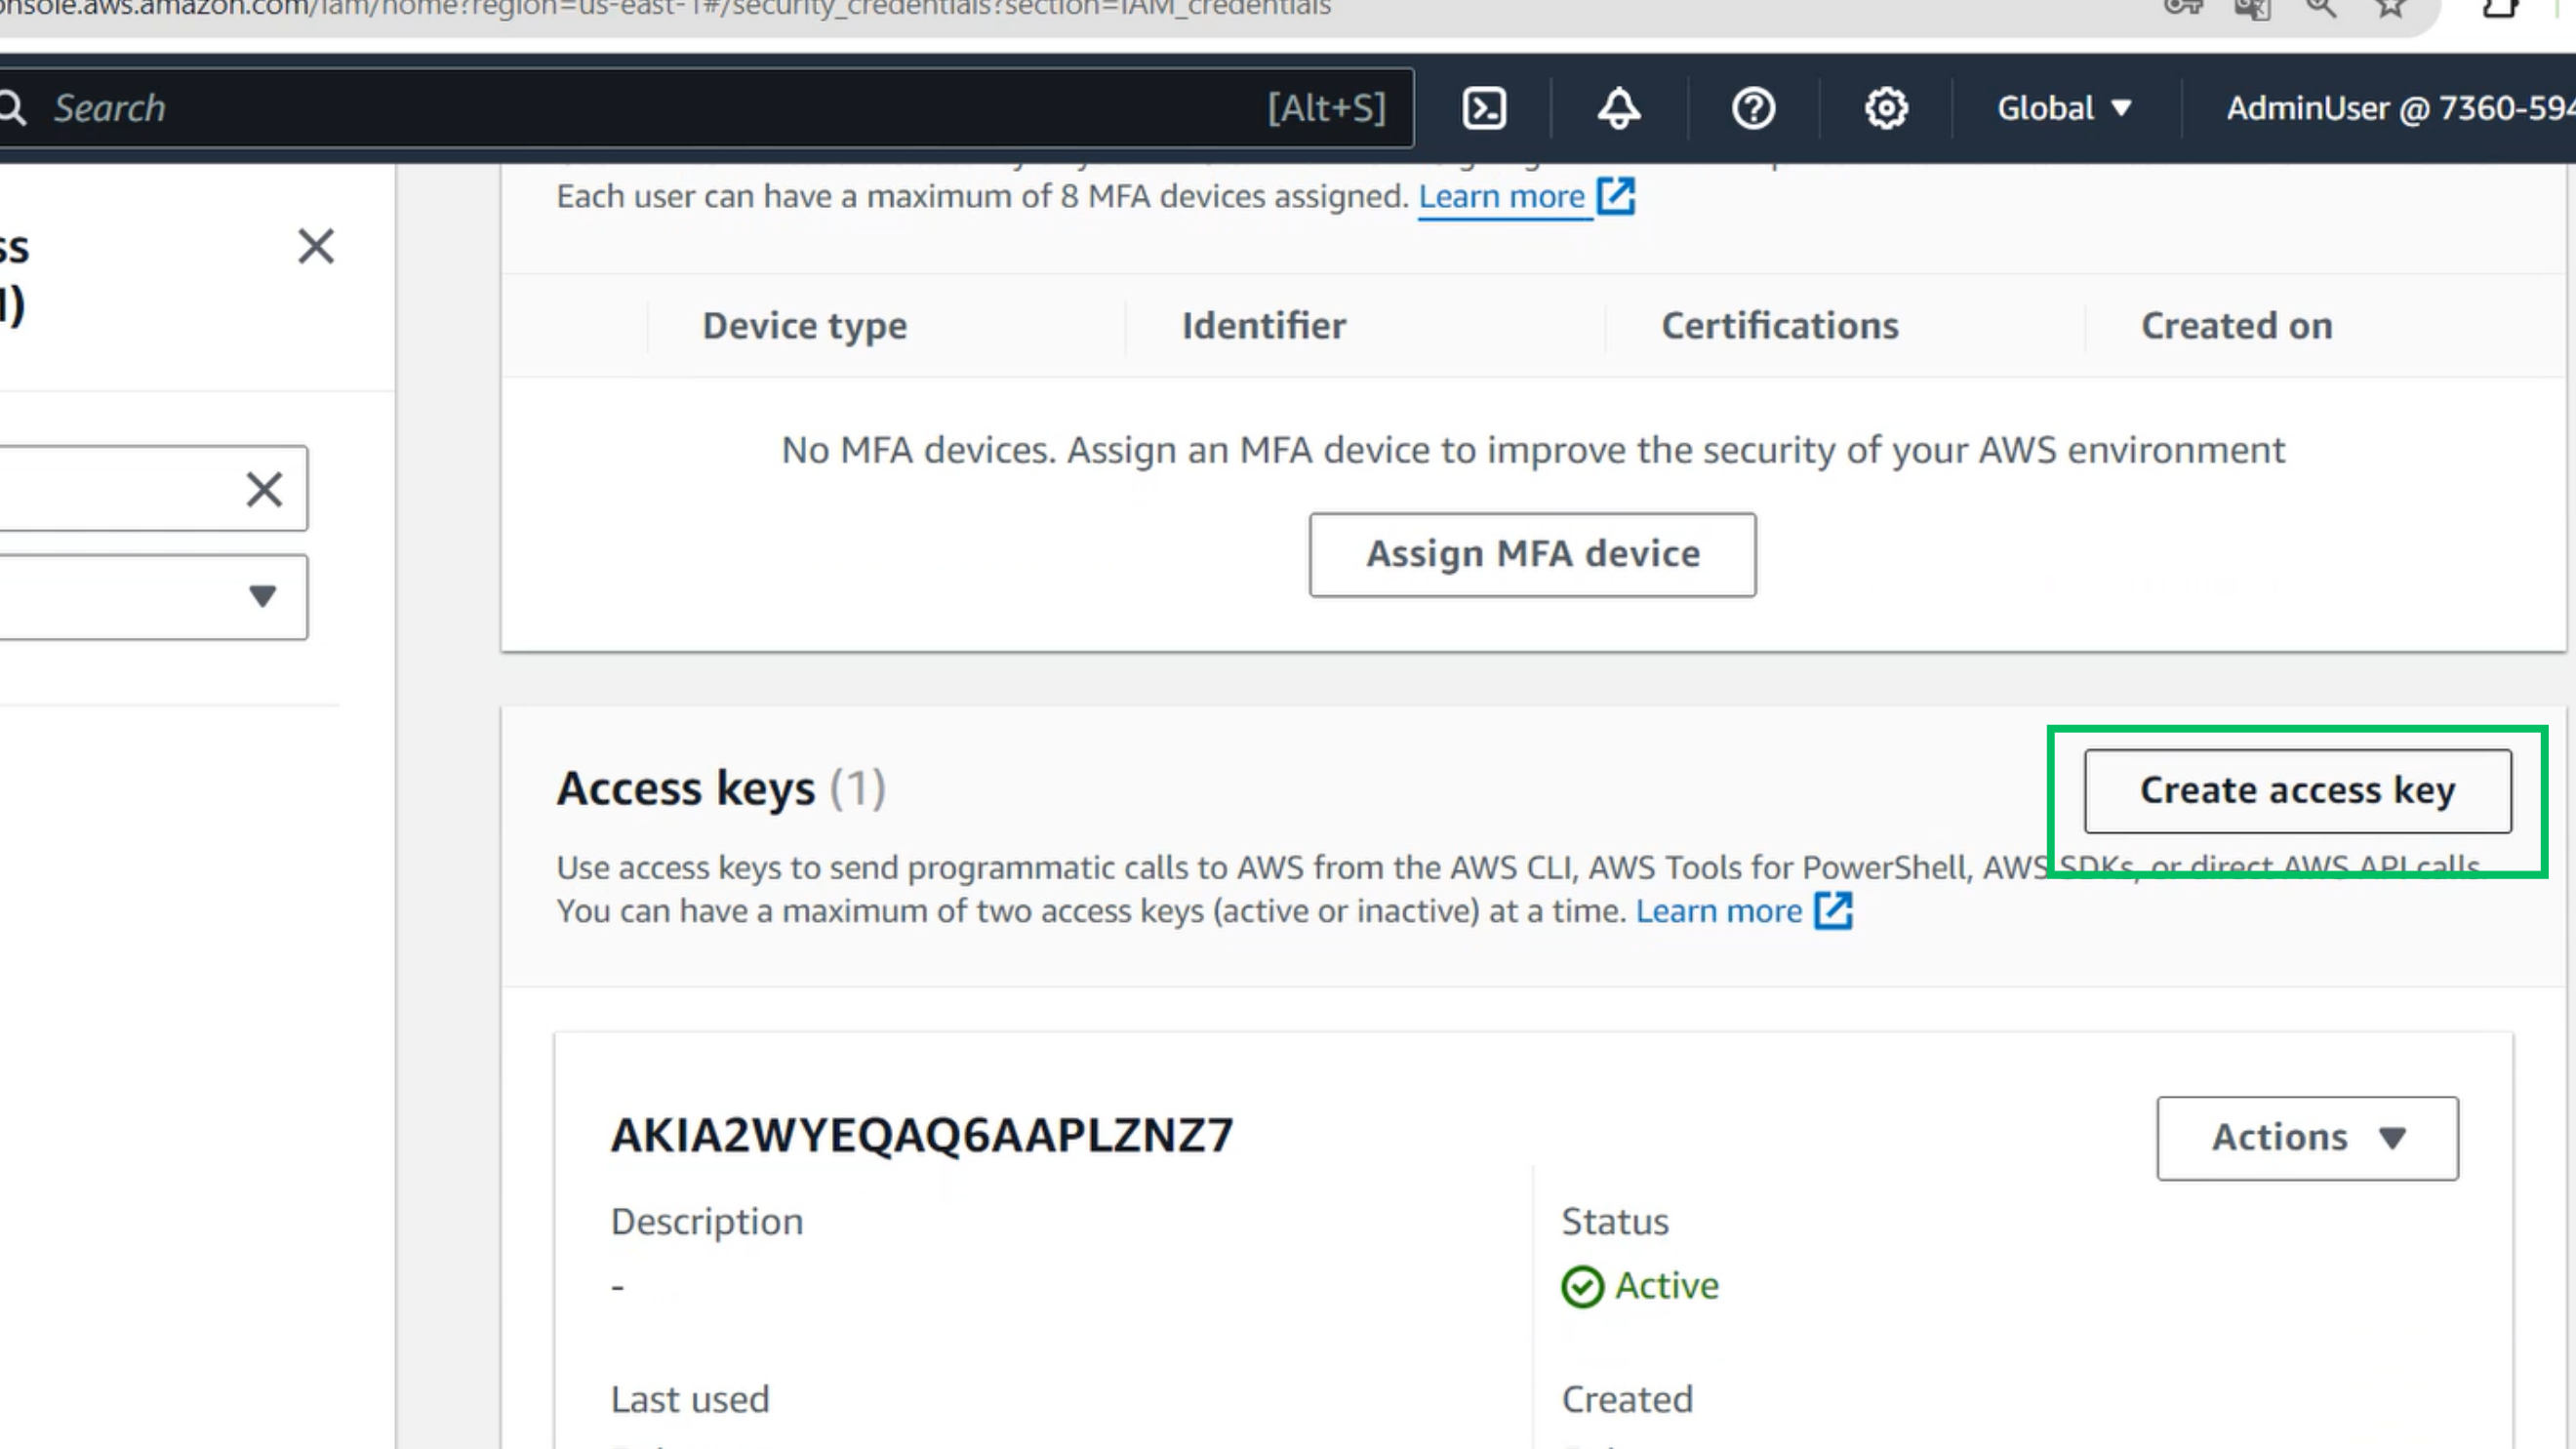 onsole.aws.amazon.com/iam/home?region=us-east-1#/security_credentials?section=IAM_credentials
Search
[Alt+S]
Global
AdminUser @ 7360-594
ss
Each user can have a maximum of 8 MFA devices assigned. Learn more
Device type
Identifier
Certifications
Created on
No MFA devices. Assign an MFA device to improve the security of your AWS environment
Assign MFA device
Access keys (1)
Create access key
Use access keys to send programmatic calls to AWS from the AWS CLI, AWS Tools for PowerShell, AWS SDKs, or direct AWS API calls.
You can have a maximum of two access keys (active or inactive) at a time. Learn more
AKIA2WYEQAQ6AAPLZNZ7
Actions
Description
Status
-
Active
Last used
Created